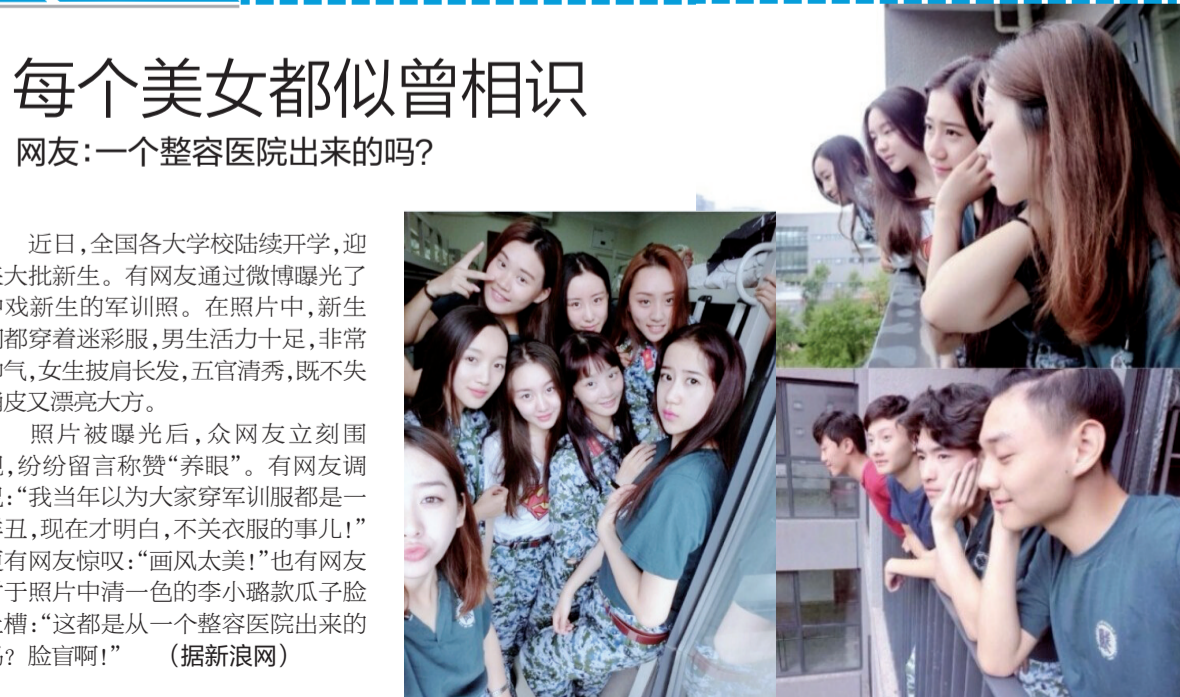 每个美女都似曾相识
网友:一个整容医院出来的吗?
近日,全国各大学校陆续开学,迎
大批新生。有网友通过微博曝光了
戏新生的军训照。在照片中,新生
都穿着迷彩服,男生活力十足,非常
气,女生披肩长发,五官清秀,既不失
皮又漂亮大方。
照片被曝光后,众网友立刻围
,纷纷留言称赞“养眼”。有网友调
:“我当年以为大家穿军训服都是一
丑,现在才明白,不关衣服的事儿!”
有网友惊叹:“画风太美!”也有网友
于照片中清一色的李小璐款瓜子脸
槽:“这都是从一个整容医院出来的
? 脸盲啊!” (据新浪网)